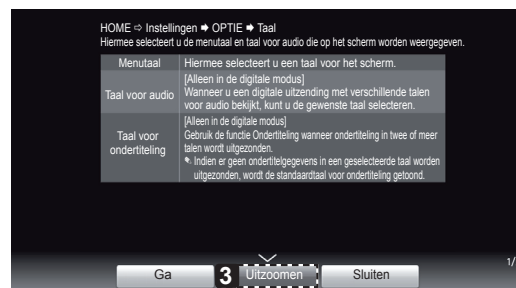 HOME ⇨ Instellingen ➡ OPTIE ➡ Taal
Hiermee selecteert u de menutaal en taal voor audio die op het scherm worden weergegeven.
Menutaal
Hiermee selecteert u een taal voor het scherm.
Taal voor audio
[Alleen in de digitale modus]
Wanneer u een digitale uitzending met verschillende talen
voor audio bekijkt, kunt u de gewenste taal selecteren.
Taal voor
ondertiteling
[Alleen in de digitale modus]
Gebruik de functie Ondertiteling wanneer ondertiteling in twee of meer
talen wordt uitgezonden.
Indien er geen ondertitelgegevens in een geselecteerde taal worden
uitgezonden, wordt de standaardtaal voor ondertiteling getoond.
1/
Ga
3
Uitzoomen
Sluiten